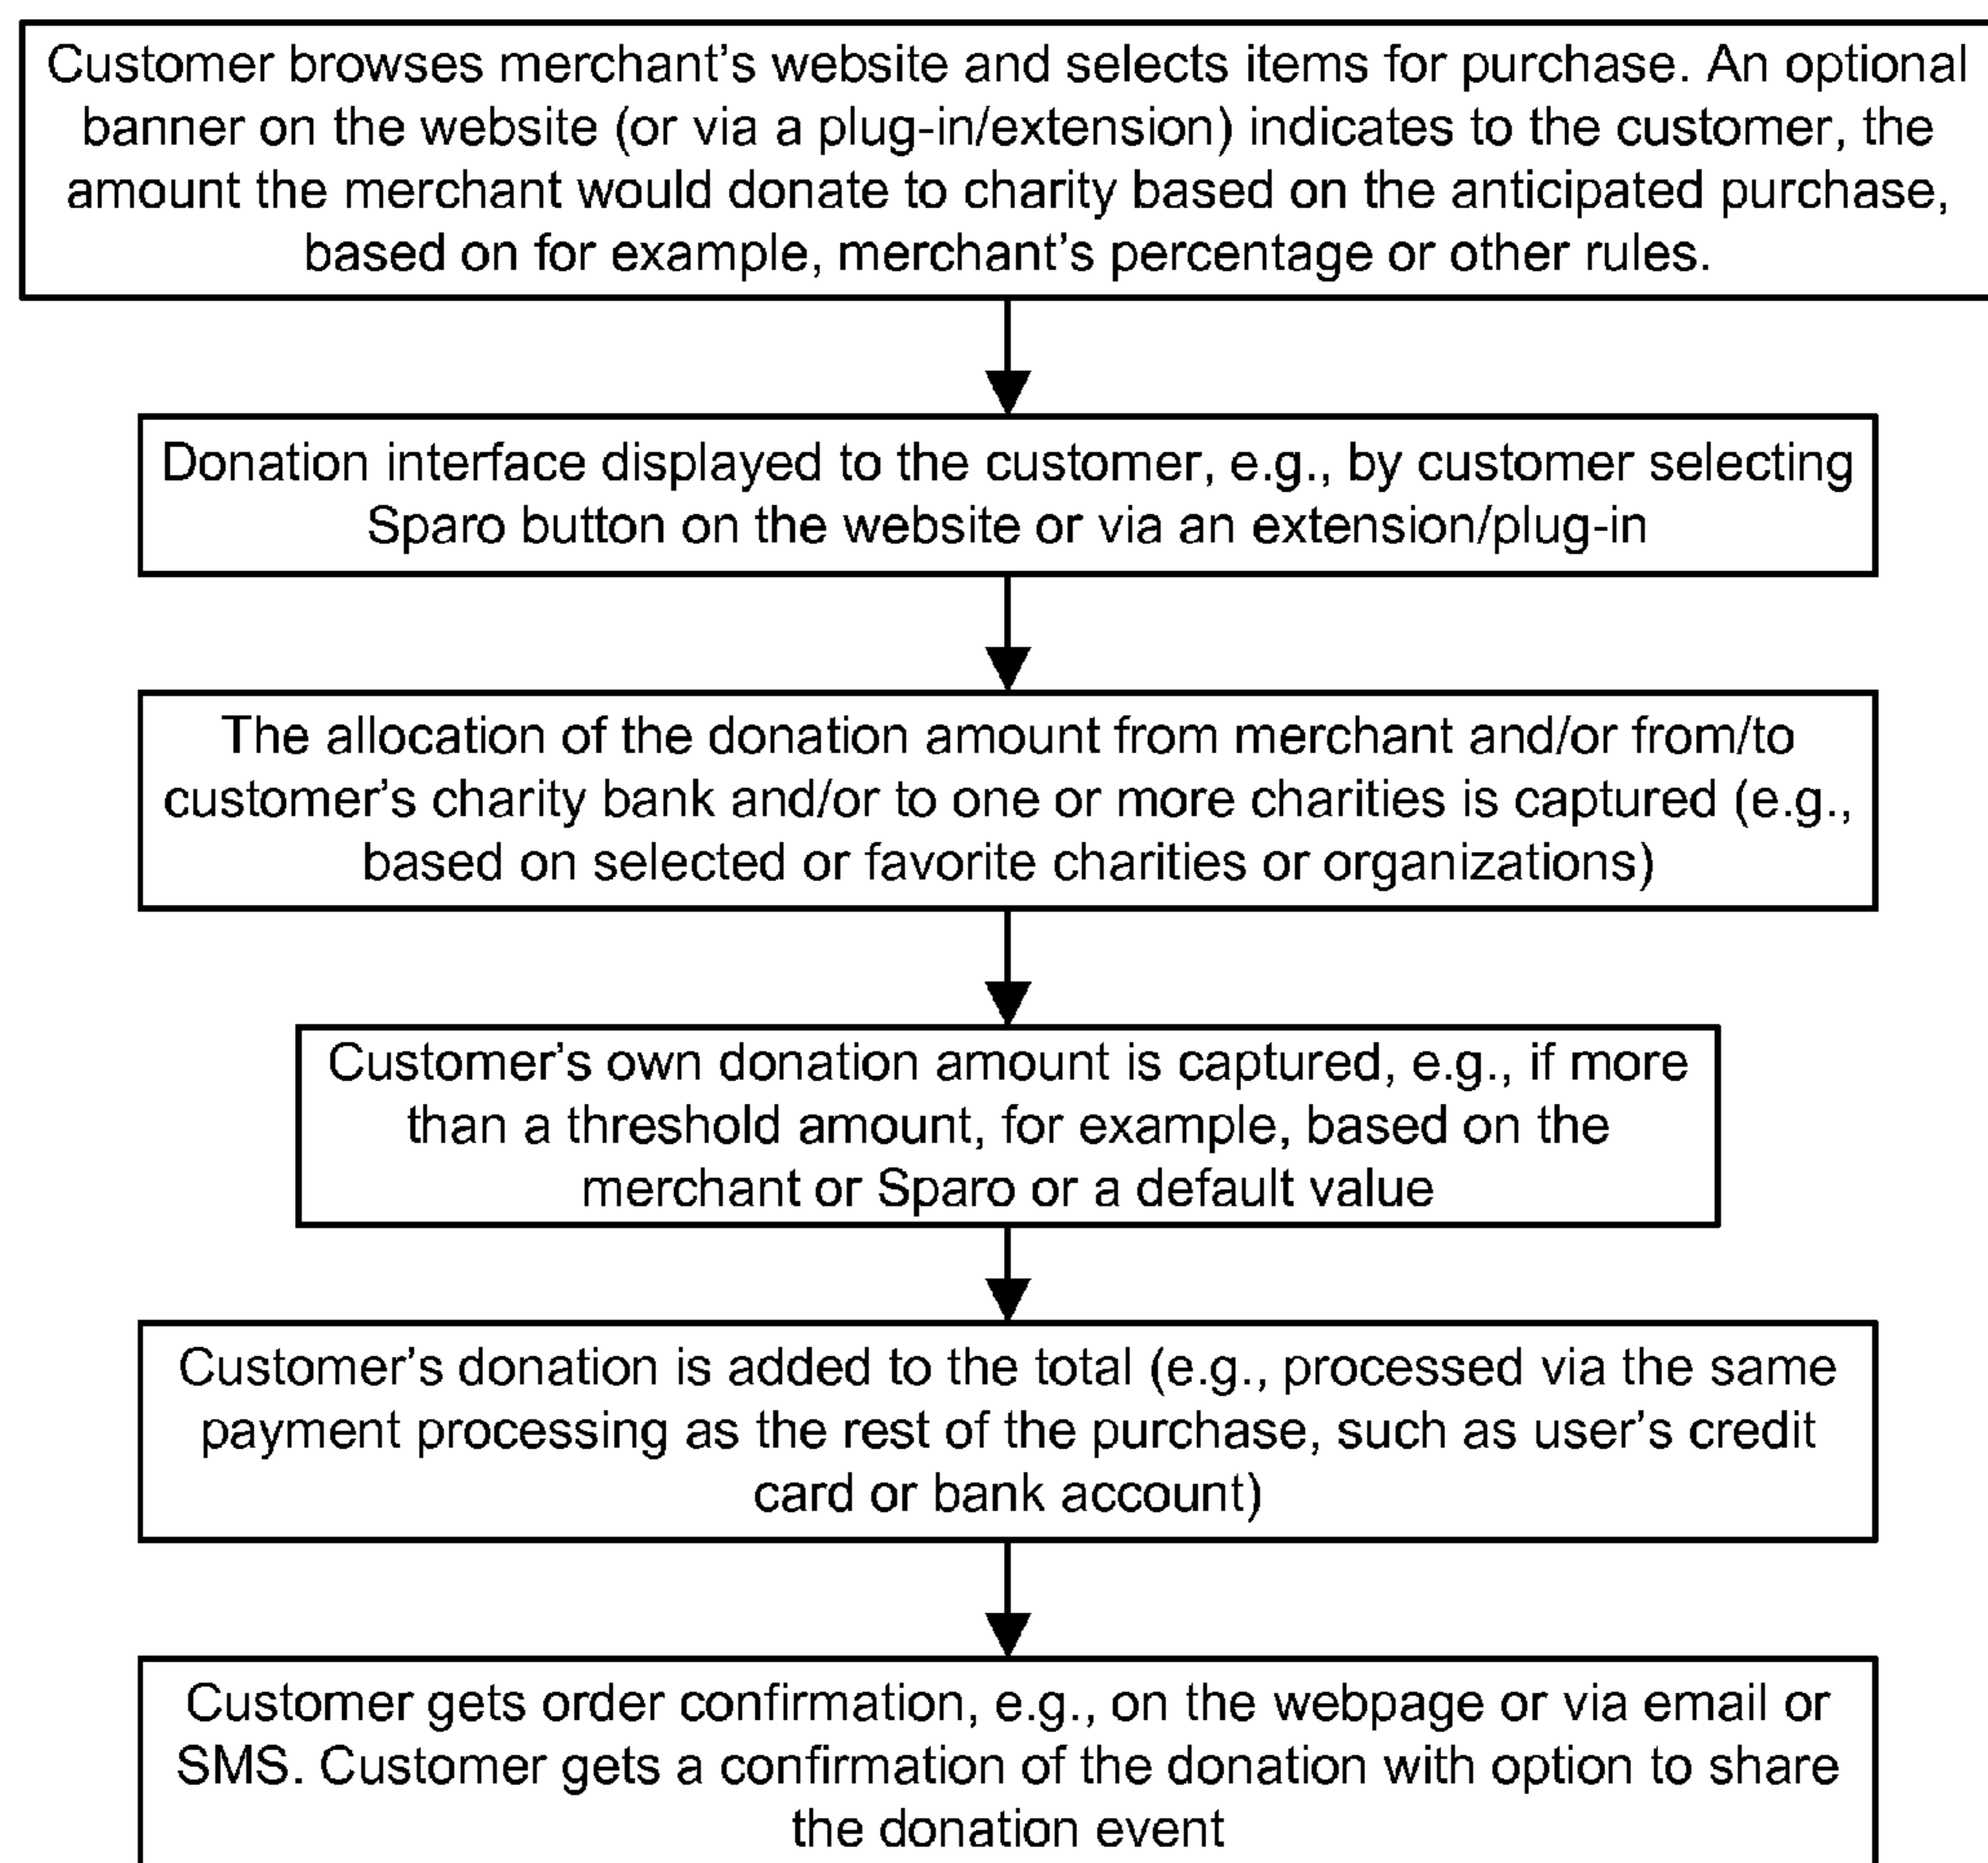 Customer browses merchant's website and selects items for purchase. An optional
banner on the website (or via a plug-in/extension) indicates to the customer, the
amount the merchant would donate to charity based on the anticipated purchase,
based on for example, merchant's percentage or other rules.
Donation interface displayed to the customer, e.g., by customer selecting
Sparo button on the website or via an extension/plug-in
The allocation of the donation amount from merchant and/or from/to
customer's charity bank and/or to one or more charities is captured (e.g.,
based on selected or favorite charities or organizations)
Customer's own donation amount is captured, e.g., if more
than a threshold amount, for example, based on the
merchant or Sparo or a default value
Customer's donation is added to the total (e.g., processed via the same
payment processing as the rest of the purchase, such as user's credit
card or bank account)
Customer gets order confirmation, e.g., on the webpage or via email or
SMS. Customer gets a confirmation of the donation with option to share
the donation event